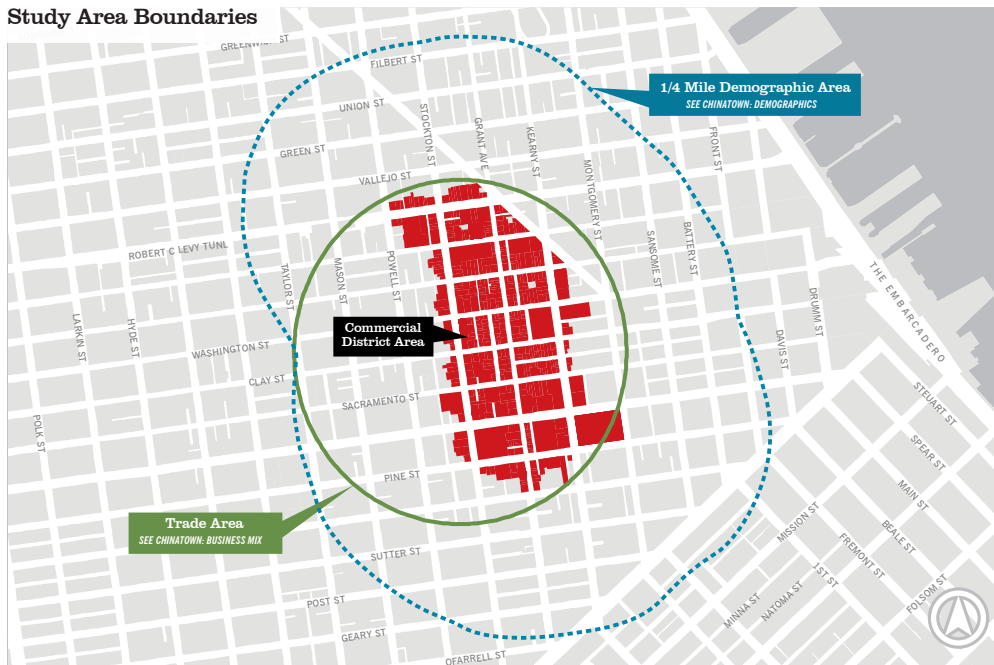 Study Area Boundaries
GREENWICH ST
FILBERT ST
1/4 Mile Demographic Area
SEE CHINATOWN: DEMOGRAPHICS
UNION ST
STOCKTON ST
GRANT AVE
KEARNY ST
FRONT ST
GREEN ST
VALLEJO ST
MONTGOMERY ST
ROBERT C LEVY TUNL
TAYLOR ST
MASON ST
POWELL ST
SANSOME ST
BATTERY ST
THE EMBARCADERO
LARKIN ST
HYDE ST
DRUMM ST
Commercial
District Area
DAVIS ST
WASHINGTON ST
CLAY ST
SACRAMENTO ST
STEUART ST
POLK ST
SPEAR ST
PINE ST
MAIN ST
Trade Area
SEE CHINATOWN: BUSINESS MIX
MISSION ST
BEALE ST
FREMONT ST
SUTTER ST
1ST ST
POST ST
MINNA ST
NATOMA ST
FOLSOM ST
GEARY ST
OFARRELL ST